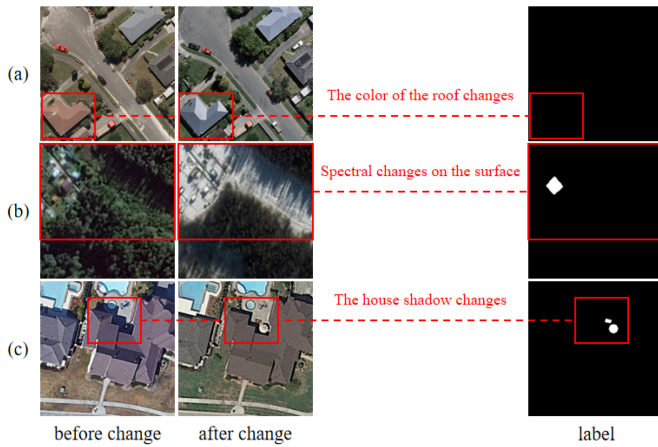 (a)
The color of the roof changes
Spectral changes on the surface
(b)
The house shadow changes
(c)
before change after change label